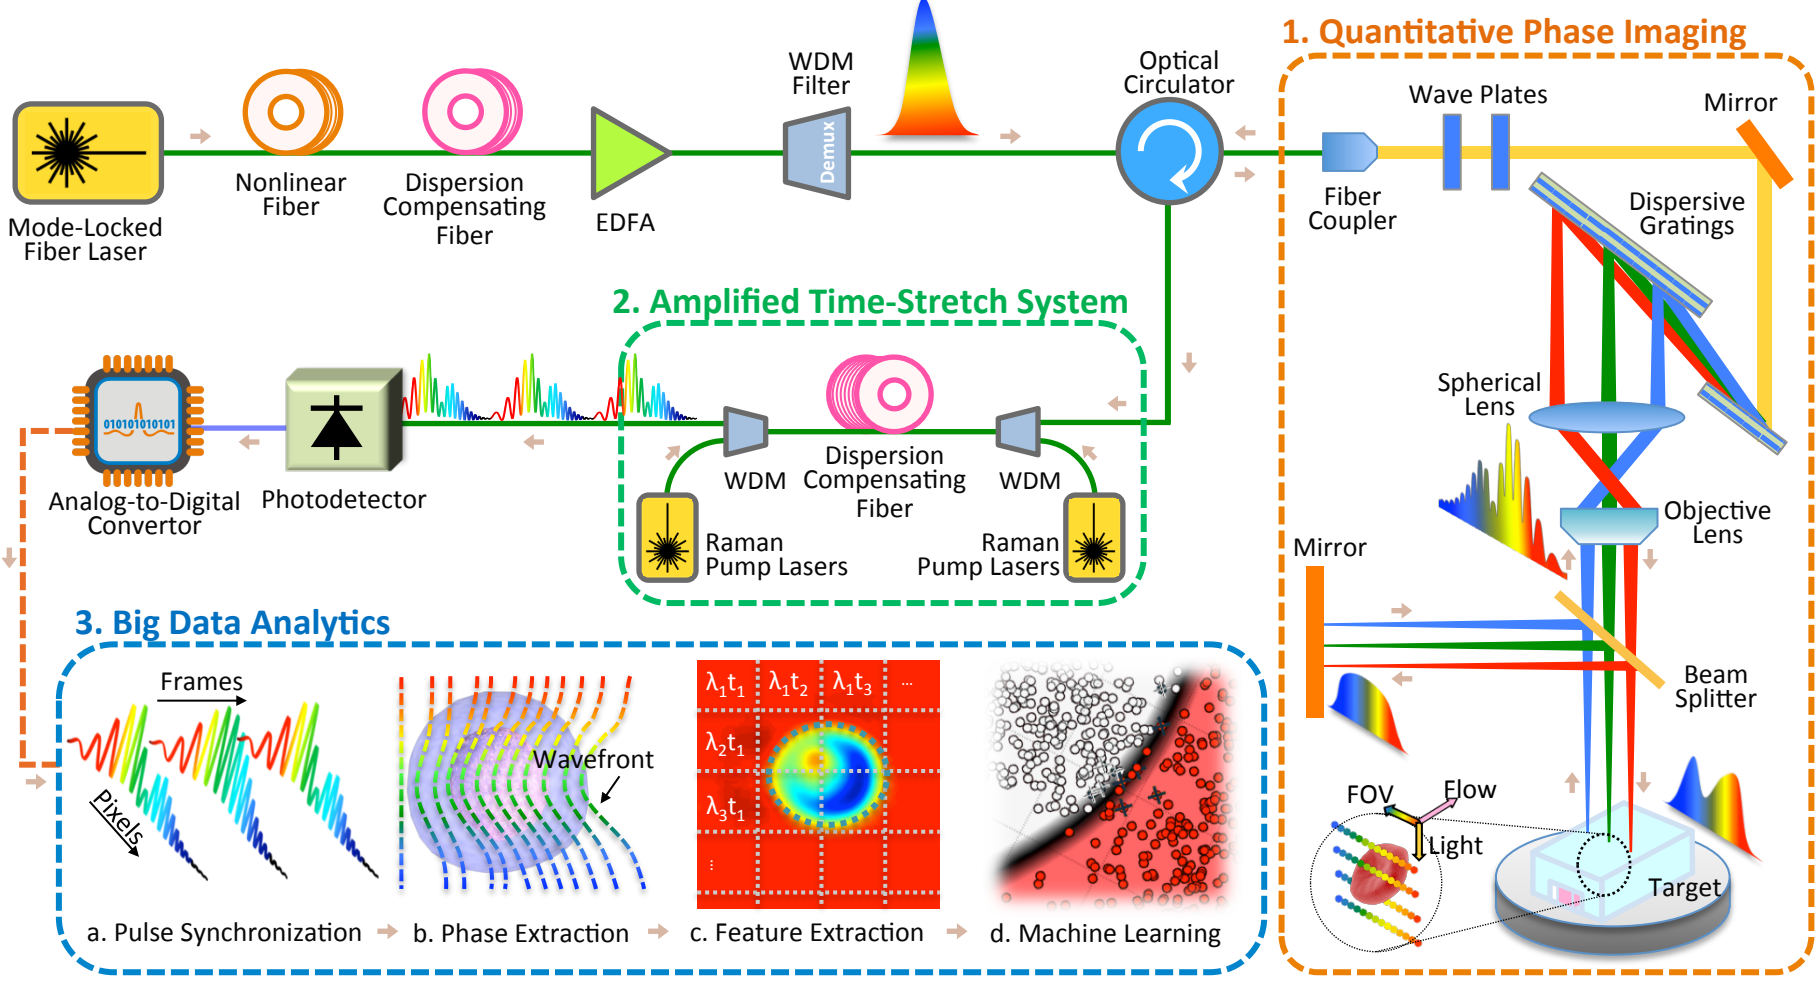 1. Quantitative Phase Imaging
WDM
Filter
Optical
Circulator
Wave Plates
Mirror
Demux
Mode-Locked
Fiber Laser
Nonlinear
Fiber
Dispersion
Compensating
Fiber
EDFA
Fiber
Coupler
Dispersive
Gratings
2. Amplified Time-Stretch System
Spherical
Lens
010101010101
Analog-to-Digital
Convertor
Photodetector
WDM
Dispersion
Compensating
Fiber
WDM
Raman
Pump Lasers
Raman
Pump Lasers
Objective
Lens
Mirror
Beam
Splitter
FOV
Flow
Light
Target
3. Big Data Analytics
Frames
Pixels
Wavefront
λ1t1
λ1t2
λ1t3
...
λ2t1
λ3t1
...
a. Pulse Synchronization
b. Phase Extraction
c. Feature Extraction
d. Machine Learning